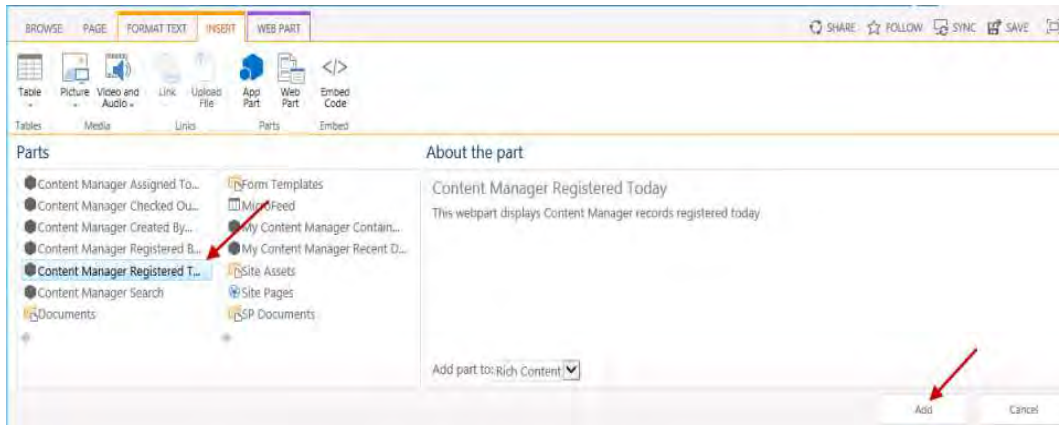 BROWSE PAGE FORMAT TEXT INSERT WEB PART SHARE FOLLOW SYNC SAVE
Table Picture Video and Audio Link Upload File App Part Web Part Embed Code
Tables Media Links Parts Embed
Parts
Content Manager Assigned To...
Content Manager Checked Ou...
Content Manager Created By...
Content Manager Registered B...
Content Manager Registered T...
Content Manager Search
Documents
Form Templates
MicroFeed
My Content Manager Contain...
My Content Manager Recent D...
Site Assets
Site Pages
SP Documents
About the part
Content Manager Registered Today
This webpart displays Content Manager records registered today
Add part to: Rich Content
Add Cancel